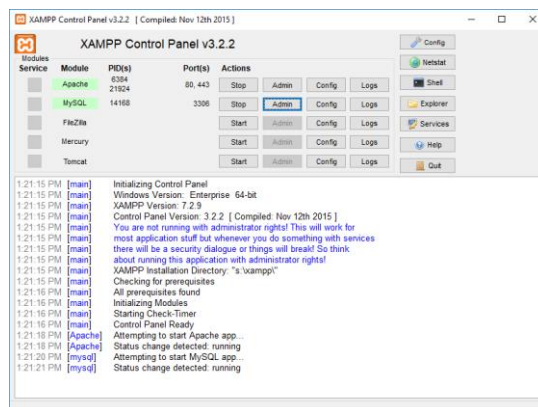 XAMPP Control Panel v3.2.2 [ Compiled: Nov 12th 2015 ]
XAMPP Control Panel v3.2.2
Config
Modules
Service Module PID(s) Port(s) Actions
Netstat
Apache 6384 21924 80, 443 Stop Admin Config Logs
Shell
MySQL 14168 3306 Stop Admin Config Logs
Explorer
FileZilla Start Admin Config Logs
Services
Mercury Start Admin Config Logs
Help
Tomcat Start Admin Config Logs
Quit
1:21:15 PM [main] Initializing Control Panel
1:21:15 PM [main] Windows Version: Enterprise 64-bit
1:21:15 PM [main] XAMPP Version: 7.2.9
1:21:15 PM [main] Control Panel Version: 3.2.2 [ Compiled: Nov 12th 2015 ]
1:21:15 PM [main] You are not running with administrator rights! This will work for
1:21:15 PM [main] most application stuff but whenever you do something with services
1:21:15 PM [main] there will be a security dialogue or things will break! So think
1:21:15 PM [main] about running this application with administrator rights!
1:21:15 PM [main] XAMPP Installation Directory: "s:\xampp\"
1:21:15 PM [main] Checking for prerequisites
1:21:16 PM [main] All prerequisites found
1:21:16 PM [main] Initializing Modules
1:21:16 PM [main] Starting Check-Timer
1:21:16 PM [main] Control Panel Ready
1:21:18 PM [Apache] Attempting to start Apache app...
1:21:18 PM [Apache] Status change detected: running
1:21:20 PM [mysql] Attempting to start MySQL app...
1:21:21 PM [mysql] Status change detected: running